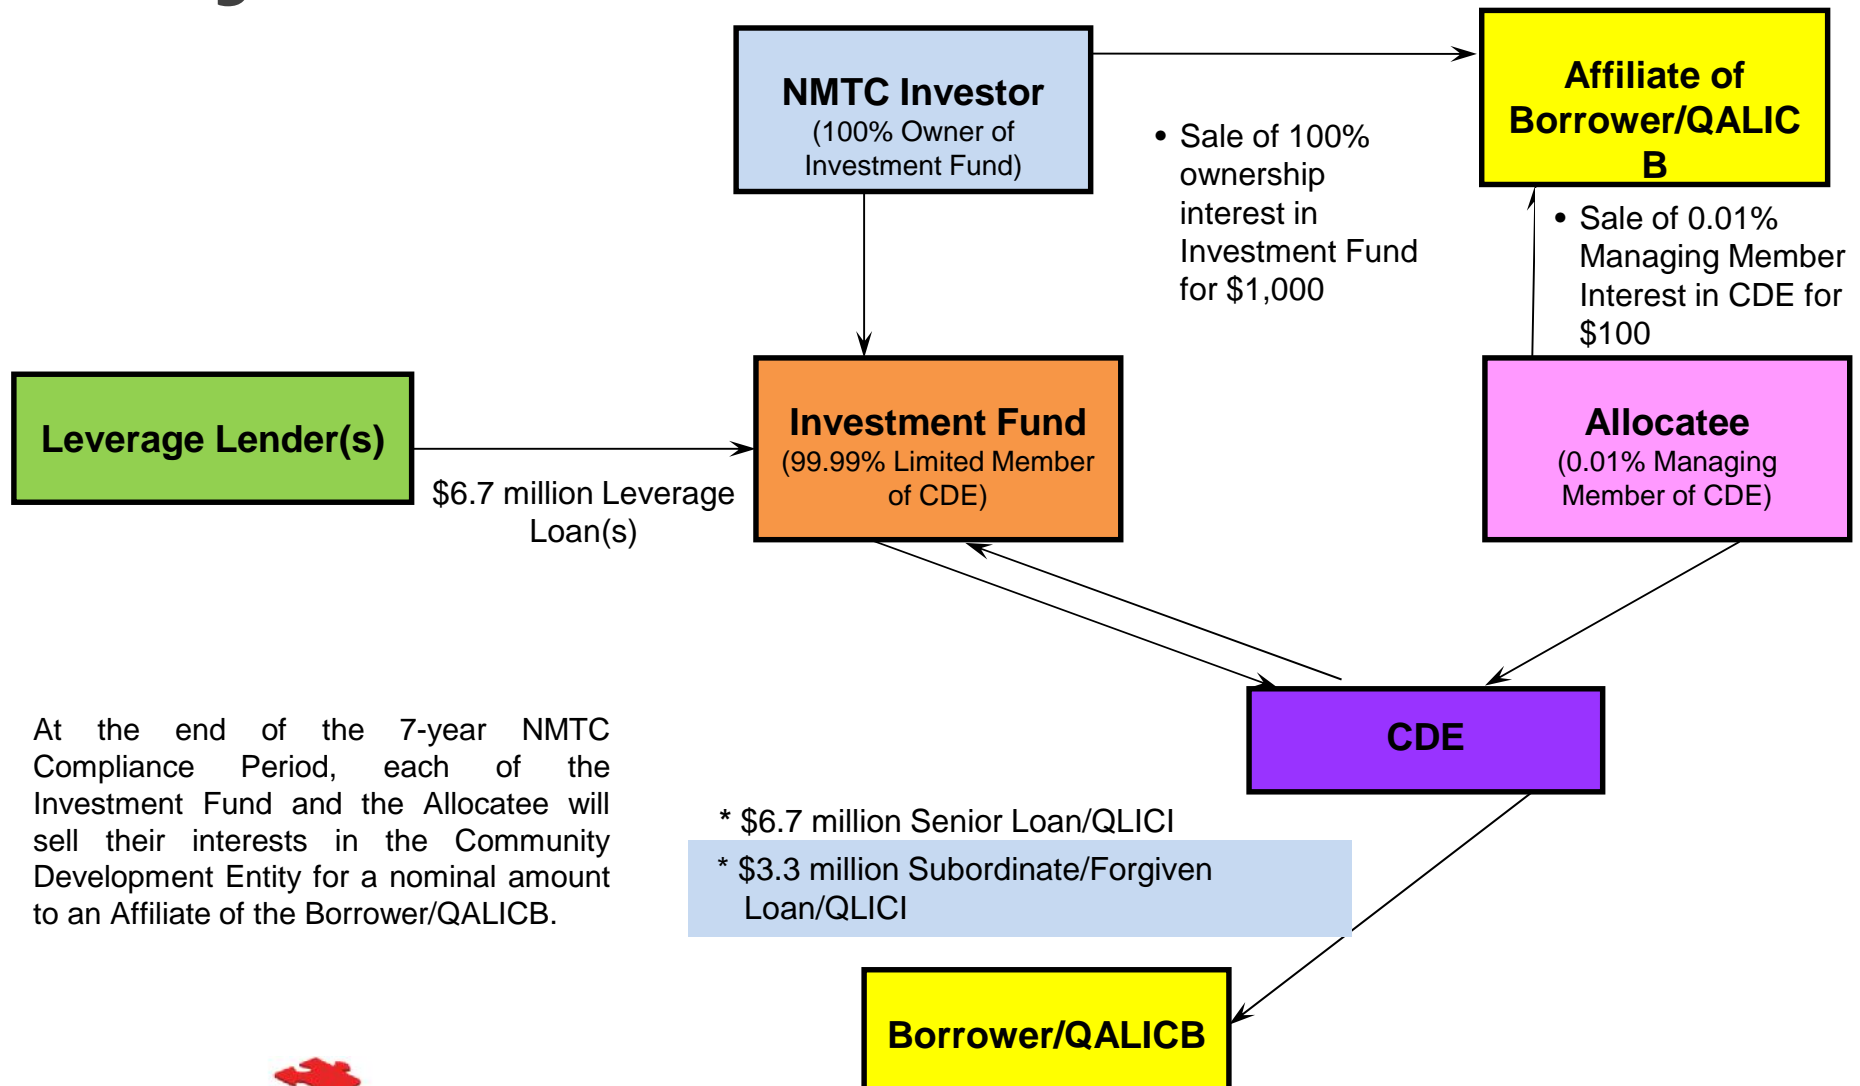 NMTC Investor
(100% Owner of
Investment Fund)
Affiliate of
Borrower/QALIC
B
• Sale of 100%
ownership
interest in
Investment Fund
for $1,000
• Sale of 0.01%
Managing Member
Interest in CDE for
$100
Leverage Lender(s)
$6.7 million Leverage
Loan(s)
Investment Fund
(99.99% Limited Member
of CDE)
Allocatee
(0.01% Managing
Member of CDE)
CDE
At the end of the 7-year NMTC
Compliance Period, each of the
Investment Fund and the Allocatee will
sell their interests in the Community
Development Entity for a nominal amount
to an Affiliate of the Borrower/QALICB.
* $6.7 million Senior Loan/QLICI
* $3.3 million Subordinate/Forgiven
Loan/QLICI
Borrower/QALICB